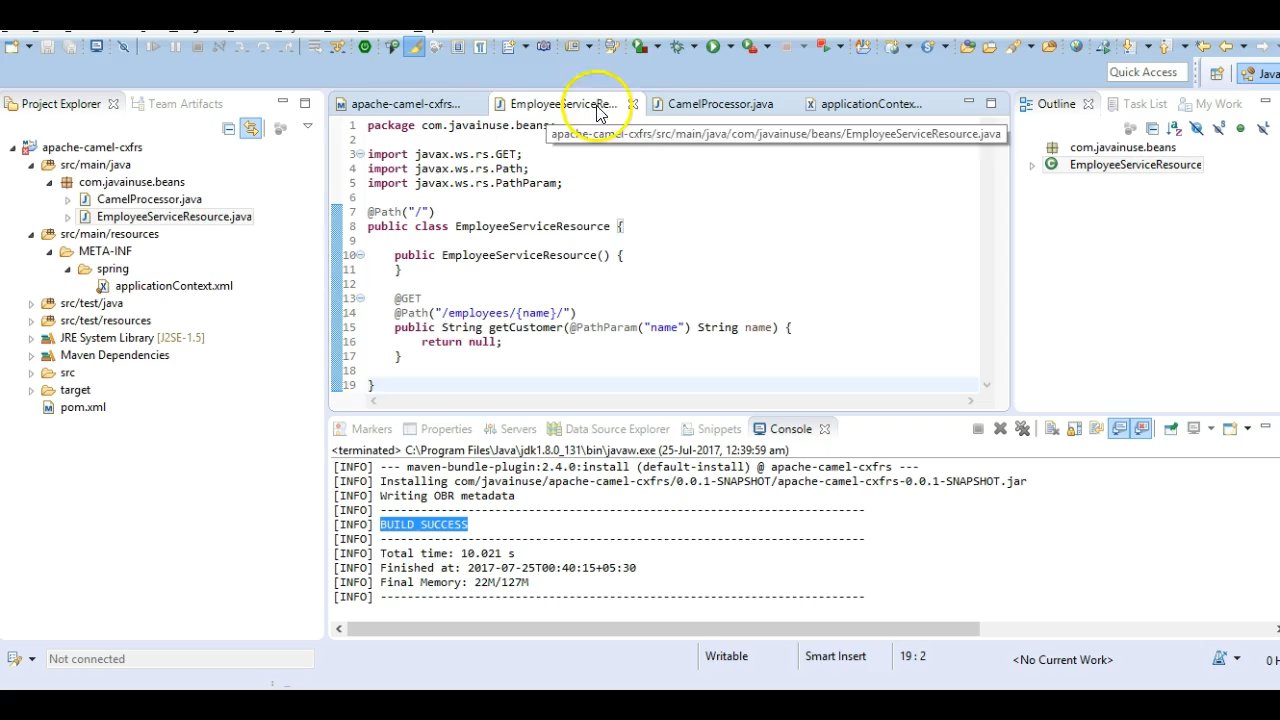 Quick Access
Java
Project Explorer
Team Artifacts
apache-camel-cxfrs
src/main/java
com.javainuse.beans
CamelProcessor.java
EmployeeServiceResource.java
src/main/resources
META-INF
spring
applicationContext.xml
src/test/java
src/test/resources
JRE System Library [J2SE-1.5]
Maven Dependencies
src
target
pom.xml
apache-camel-cxfrs...
EmployeeServiceRe...
CamelProcessor.java
applicationContex...
apache-camel-cxfrs/src/main/java/com/javainuse/beans/EmployeeServiceResource.java
1 package com.javainuse.beans;
2
3 import javax.ws.rs.GET;
4 import javax.ws.rs.Path;
5 import javax.ws.rs.PathParam;
6
7 @Path("/")
8 public class EmployeeServiceResource {
9
10 public EmployeeServiceResource() {
11 }
12
13 @GET
14 @Path("/employees/{name}/")
15 public String getCustomer(@PathParam("name") String name) {
16 return null;
17 }
18
19 }
Outline
Task List
My Work
com.javainuse.beans
EmployeeServiceResource
Markers
Properties
Servers
Data Source Explorer
Snippets
Console
<terminated> C:\Program Files\Java\jdk1.8.0_131\bin\javaw.exe (25-Jul-2017, 12:39:59 am)
[INFO] --- maven-bundle-plugin:2.4.0:install (default-install) @ apache-camel-cxfrs ---
[INFO] Installing com/javainuse/apache-camel-cxfrs/0.0.1-SNAPSHOT/apache-camel-cxfrs-0.0.1-SNAPSHOT.jar
[INFO] Writing OBR metadata
[INFO] ------------------------------------------------------------------------
[INFO] BUILD SUCCESS
[INFO] ------------------------------------------------------------------------
[INFO] Total time: 10.021 s
[INFO] Finished at: 2017-07-25T00:40:15+05:30
[INFO] Final Memory: 22M/127M
[INFO] ------------------------------------------------------------------------
Not connected
Writable
Smart Insert
19 : 2
<No Current Work>